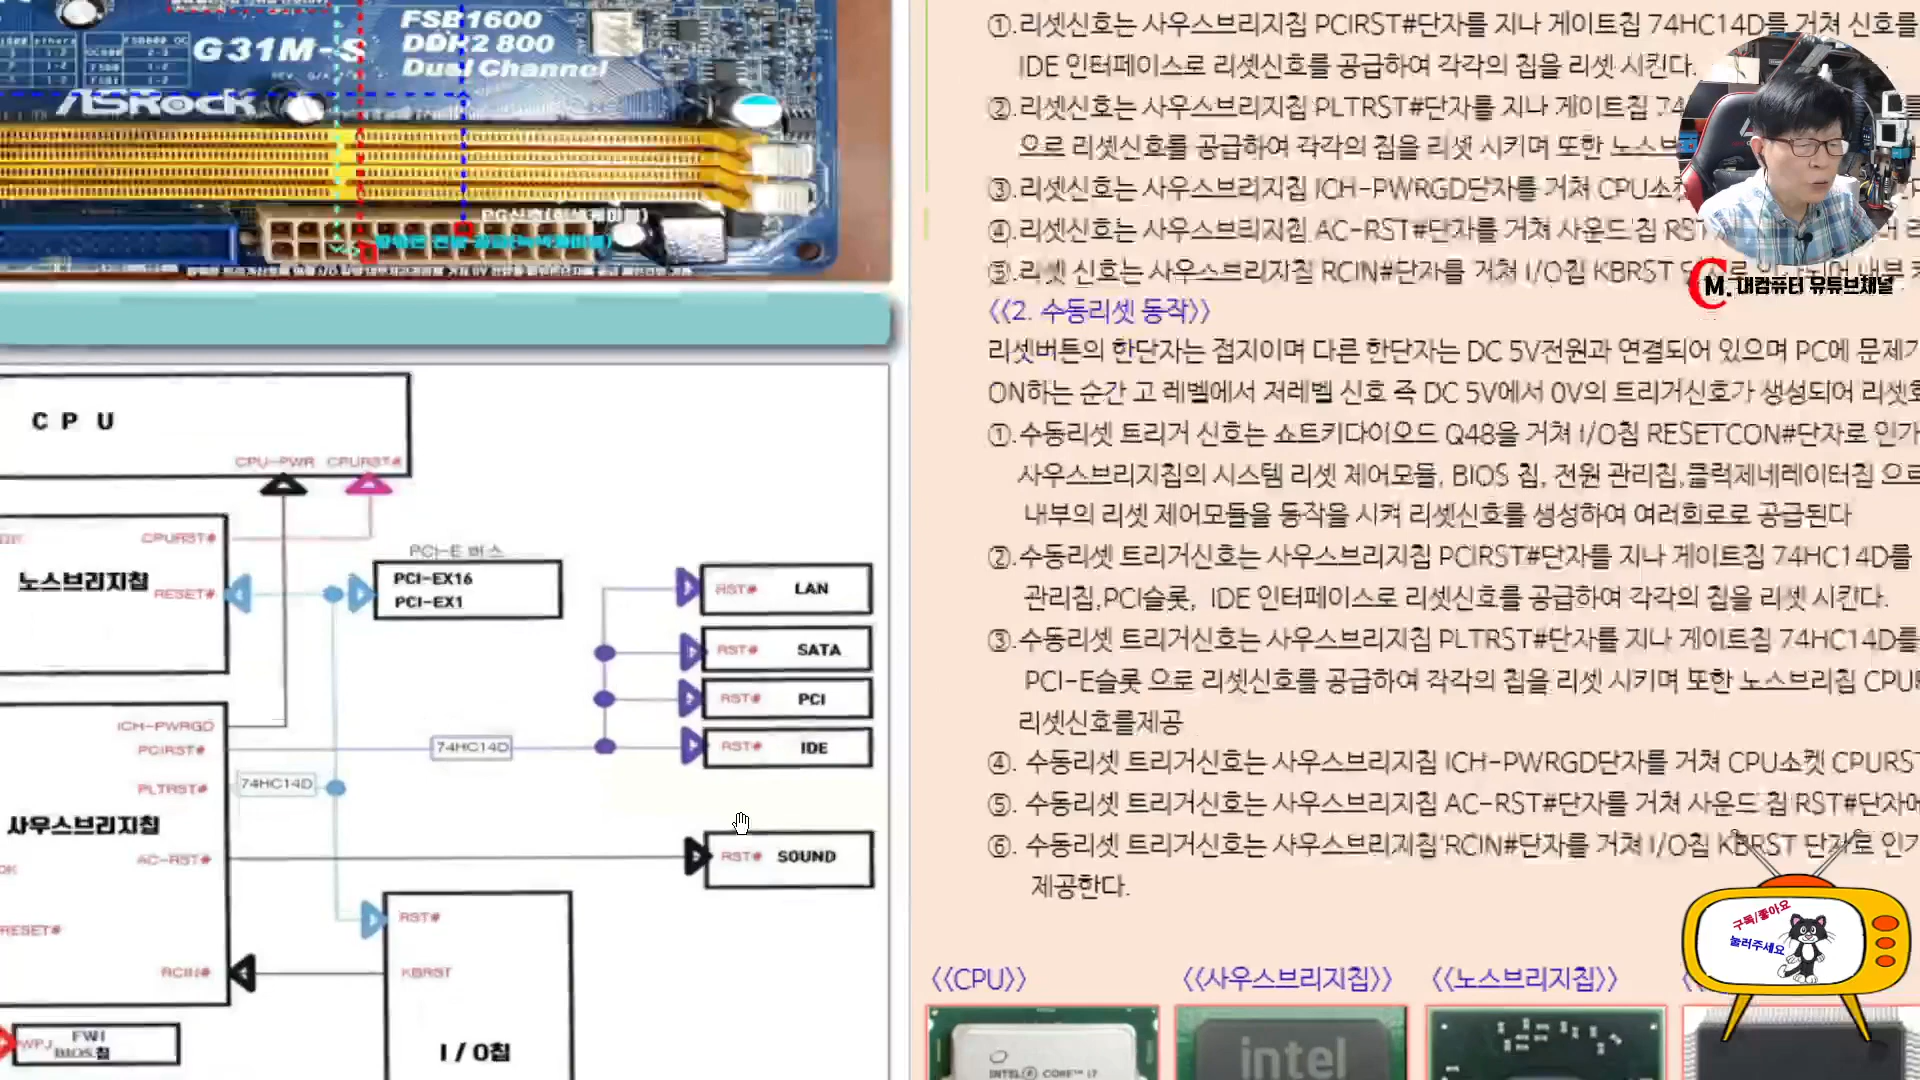 FSB1600
G31M-S
DDR2 800
Dual Channel
ASRock
C P U
CPU-PWR CPURST#
CPURST#
노스브리지칩
RESET#
PCI-E 버스
PCI-EX16
PCI-EX1
RST# LAN
RST# SATA
RST# PCI
RST# IDE
ICH-PWRGD
PCIRST#
74HC14D
PLTRST#
74HC14D
사우스브리지칩
AC-RST#
RST# SOUND
RESET#
RCIN#
RST#
KBRST
I / O칩
FWJ
BIOS칩
①.리셋신호는 사우스브리지칩 PCIRST#단자를 지나 게이트칩 74HC14D를 거쳐 신호를
IDE 인터페이스로 리셋신호를 공급하여 각각의 칩을 리셋 시킨다.
②.리셋신호는 사우스브리지칩 PLTRST#단자를 지나 게이트칩
으로 리셋신호를 공급하여 각각의 칩을 리셋 시키며 또한
③.리셋신호는 사우스브리지칩 ICH-PWRGD단자를 거쳐
④.리셋신호는 사우스브리지칩 AC-RST#단자를 거쳐 사운드 칩
⑤.리셋 신호는 사우스브리지칩 RCIN#단자를 거쳐 I/O칩 KBRST
M. 내컴퓨터 유튜브채널
《2. 수동리셋 동작》
리셋버튼의 한단자는 접지이며 다른 한단자는 DC 5V전원과 연결되어 있으며 PC에 문제가
ON하는 순간 고 레벨에서 저레벨 신호 즉 DC 5V에서 0V의 트리거신호가 생성되어
①.수동리셋 트리거 신호는 쇼트키다이오드 Q48을 거쳐 I/O칩 RESETCON#단자로 인가
사우스브리지칩의 시스템 리셋 제어모듈, BIOS 칩, 전원 관리칩,클럭제네레이터칩 으로
내부의 리셋 제어모듈을 동작을 시켜 리셋신호를 생성하여 여러회로로 공급된다
②.수동리셋 트리거신호는 사우스브리지칩 PCIRST#단자를 지나 게이트칩 74HC14D를
관리칩,PCI슬롯, IDE 인터페이스로 리셋신호를 공급하여 각각의 칩을 리셋 시킨다.
③.수동리셋 트리거신호는 사우스브리지칩 PLTRST#단자를 지나 게이트칩 74HC14D를
PCI-E슬롯 으로 리셋신호를 공급하여 각각의 칩을 리셋 시키며 또한 노스브리칩
리셋신호를제공
④. 수동리셋 트리거신호는 사우스브리지칩 ICH-PWRGD단자를 거쳐 CPU소켓 CPURST
⑤. 수동리셋 트리거신호는 사우스브리지칩 AC-RST#단자를 거쳐 사운드 칩 RST#단자에
⑥. 수동리셋 트리거신호는 사우스브리지칩'RCIN#단자를 거쳐 I/O칩 KBRST 단자로
제공한다.
구독/좋아요
눌러주세요
《CPU》 《사우스브리지칩》 《노스브리지칩》
INTEL® CORE™ i7
intel